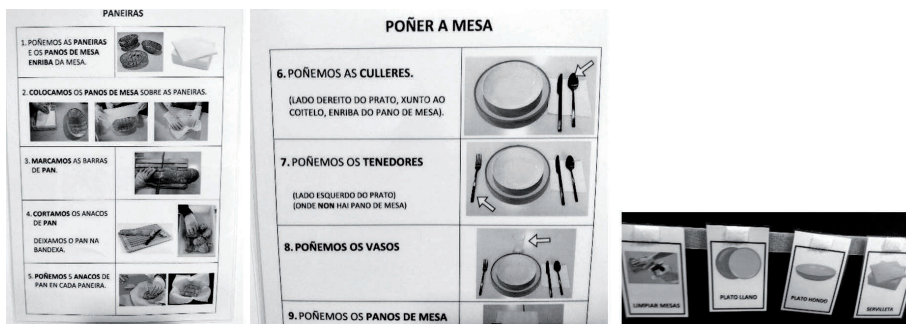 PANEIRAS
1. POÑEMOS AS PANEIRAS
E OS PANOS DE MESA
ENRIBA DA MESA.
2. COLOCAMOS OS PANOS DE MESA SOBRE AS PANEIRAS.
3. MARCAMOS AS BARRAS
DE PAN.
4. CORTAMOS OS ANACOS
DE PAN
DEIXAMOS O PAN NA
BANDEXA.
5. POÑEMOS 5 ANACOS DE
PAN EN CADA PANEIRA.
POÑER A MESA
6. POÑEMOS AS CULLERES.
(LADO DEREITO DO PRATO, XUNTO AO
COITELO, ENRIBA DO PANO DE MESA).
7. POÑEMOS OS TENEDORES
(LADO ESQUERDO DO PRATO)
(ONDE NON HAI PANO DE MESA)
8. POÑEMOS OS VASOS
9. POÑEMOS OS PANOS DE MESA
LIMPIAR MESAS
PLATO LLANO
PLATO HONDO
SERVILLETA